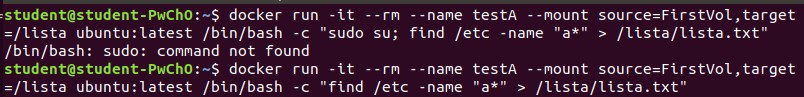 student@student-PwChO:~$ docker run -it --rm --name testA --mount source=FirstVol,target
=/lista ubuntu:latest /bin/bash -c "sudo su; find /etc -name "a*" > /lista/lista.txt"
/bin/bash: sudo: command not found
student@student-PwChO:~$ docker run -it --rm --name testA --mount source=FirstVol,target
=/lista ubuntu:latest /bin/bash -c "find /etc -name "a*" > /lista/lista.txt"